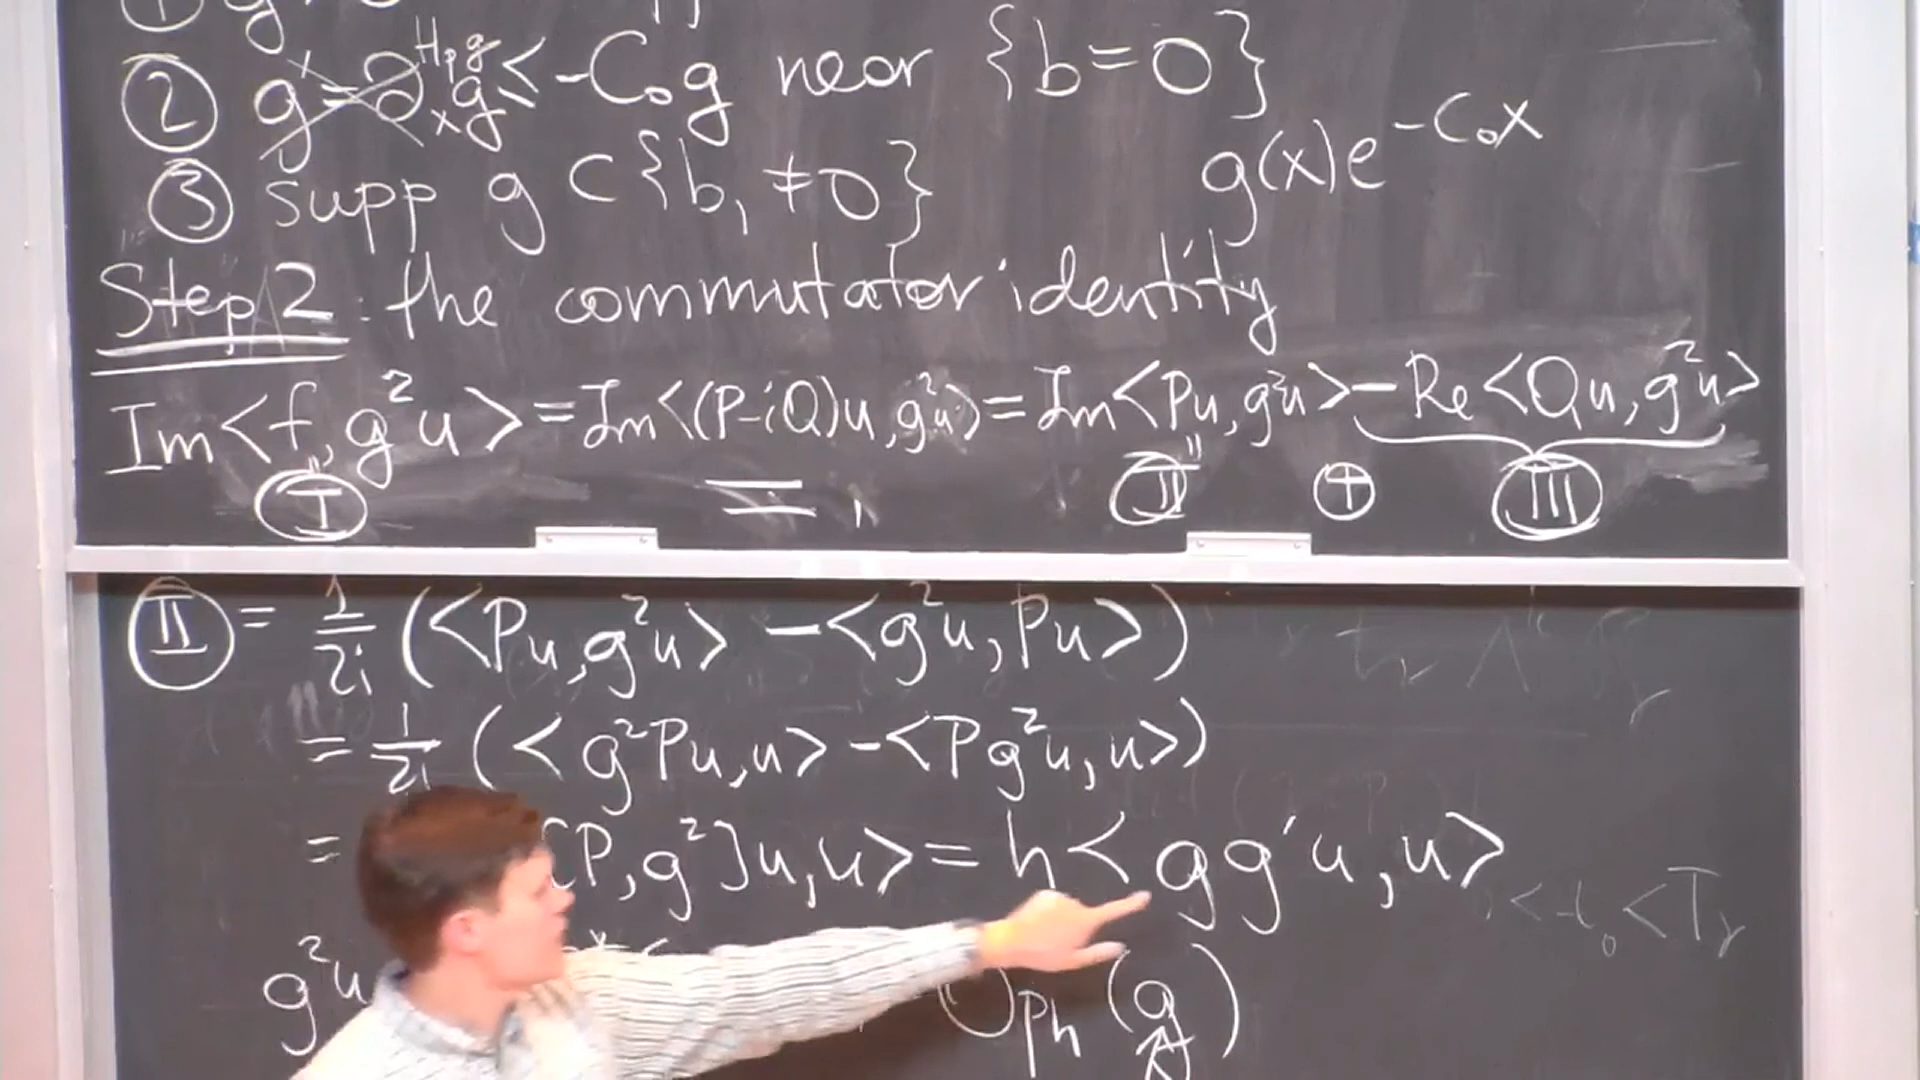 ① g
② g' = ∂ₓg H_p g ≤ -C₀g near {b=0}
g(x)e^{-C₀x}
③ supp g ⊂ {b₁ ≠ 0}
Step 2: the commutator identity
Im<f, g²u> = Im<(P-iQ)u, g²u> = Im<Pu, g²u> - Re<Qu, g²u>
I = II + III
II = 1/2i (<Pu, g²u> - <g²u, Pu>)
= 1/2i (<g²Pu, u> - <Pg²u, u>)
= [P, g²]u, u> = h<gg'u, u>
g²u
Oph(g)